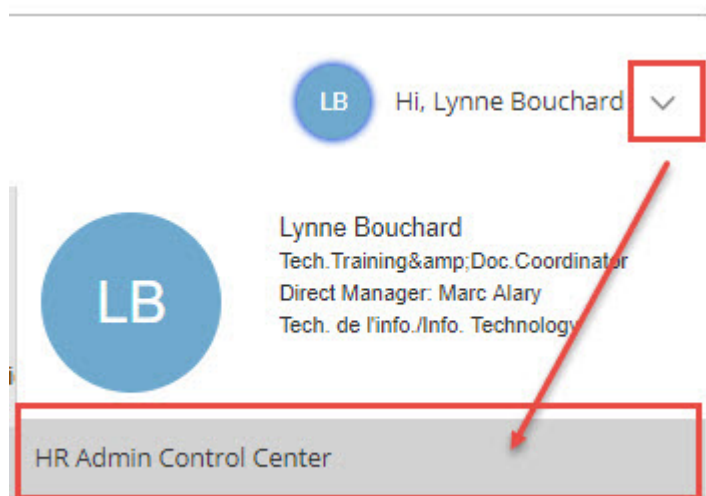 LB Hi, Lynne Bouchard
LB
Lynne Bouchard
Tech.Training&amp;Doc.Coordinator
Direct Manager: Marc Alary
Tech. de l'info./Info. Technology
HR Admin Control Center